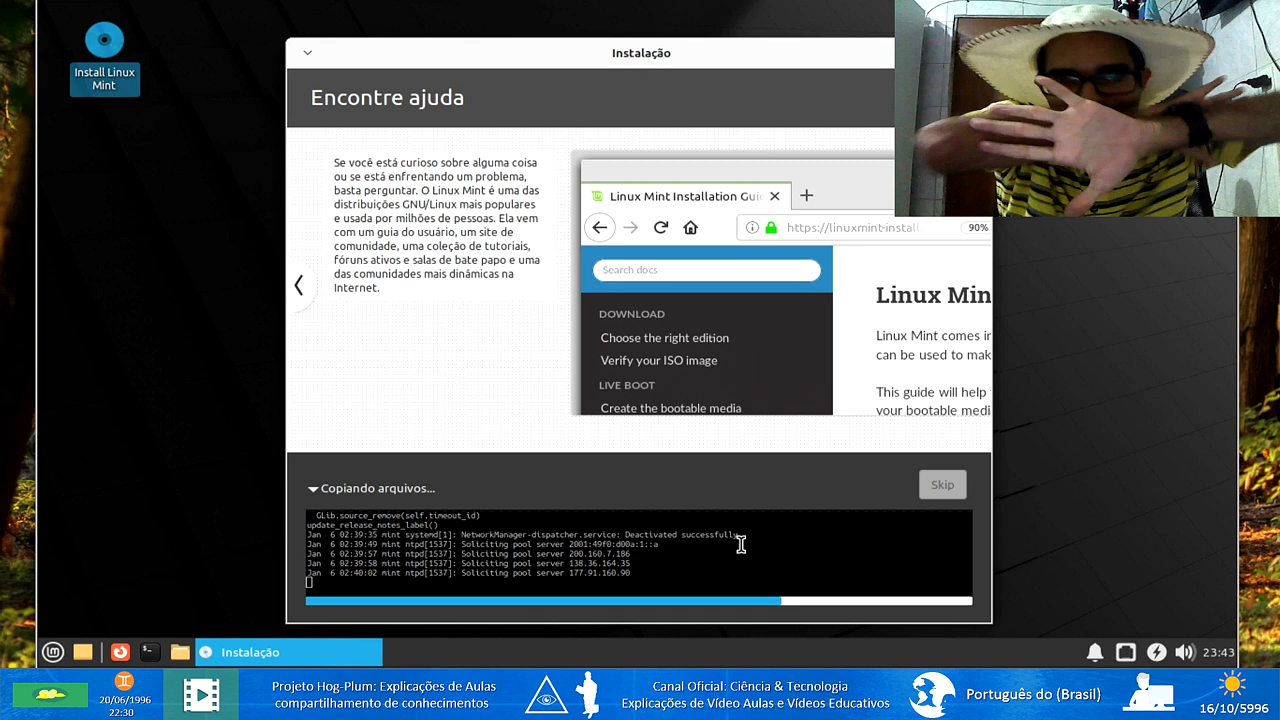 Install Linux
Mint
Instalação
Encontre ajuda
Se você está curioso sobre alguma coisa
ou se está enfrentando um problema,
basta perguntar. O Linux Mint é uma das
distribuições GNU/Linux mais populares
e usada por milhões de pessoas. Ela vem
com um guia do usuário, um site de
comunidade, uma coleção de tutoriais,
fóruns ativos e salas de bate papo e uma
das comunidades mais dinâmicas na
Internet.
Linux Mint Installation Gui
https://linuxmint-install
90%
Search docs
DOWNLOAD
Choose the right edition
Verify your ISO image
LIVE BOOT
Create the bootable media
Linux Min
Linux Mint comes in
can be used to mak
This guide will help
your bootable medi
Copiando arquivos...
Skip
GLib.source_remove(self.timeout_id)
update_release_notes_label()
Jan  6 02:39:35 mint systemd[1]: NetworkManager-dispatcher.service: Deactivated successfully.
Jan  6 02:39:49 mint ntpd[1537]: Soliciting pool server 2001:49f0:d00a:1::a
Jan  6 02:39:57 mint ntpd[1537]: Soliciting pool server 200.160.7.186
Jan  6 02:39:58 mint ntpd[1537]: Soliciting pool server 138.36.164.35
Jan  6 02:40:02 mint ntpd[1537]: Soliciting pool server 177.91.160.90
Instalação
23:43
20/06/1996
22:30
Projeto Hog-Plum: Explicações de Aulas
compartilhamento de conhecimentos
Canal Oficial: Ciência & Tecnologia
Explicações de Vídeo Aulas e Vídeos Educativos
Português do (Brasil)
16/10/5996